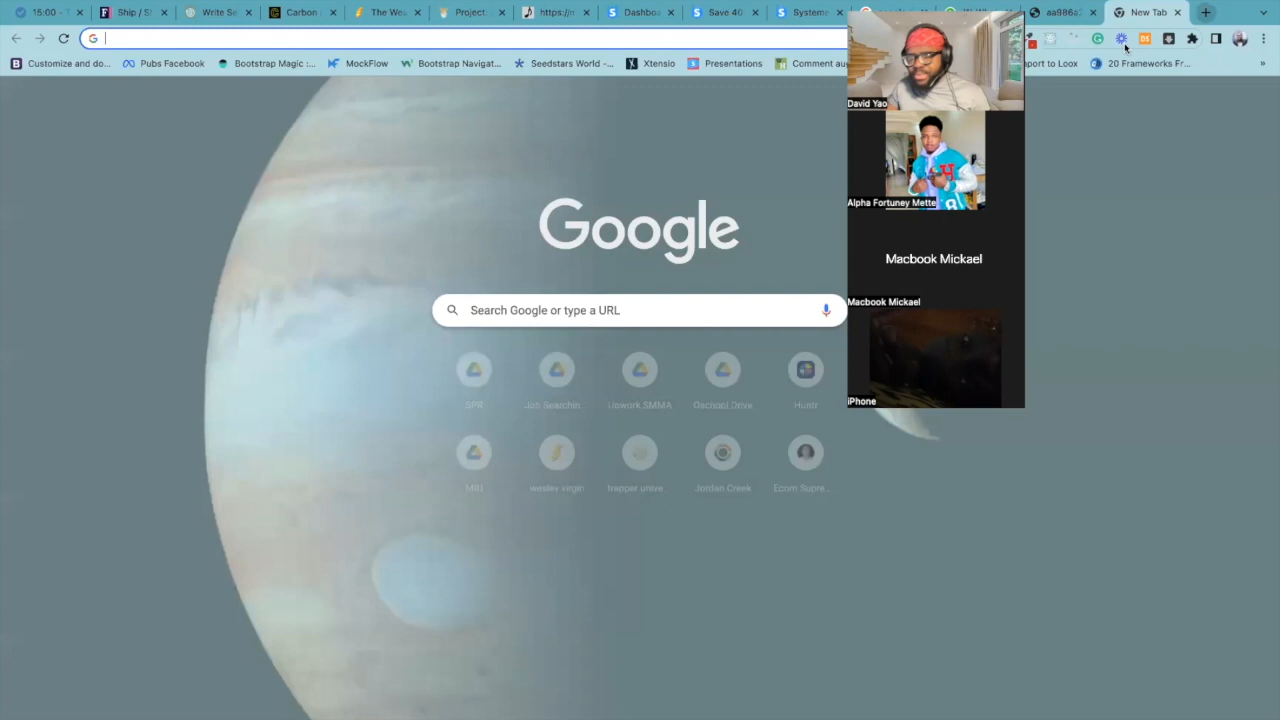 15:00 -
Ship / S
Write Se
Carbon
The Wea
Project:
https://n
Dashboa
Save 40
Systeme
aa986a
New Tab
Customize and do...
Pubs Facebook
Bootstrap Magic :...
MockFlow
Bootstrap Navigat...
Seedstars World -...
Xtensio
Presentations
Comment au
port to Loox
20 Frameworks Fr...
David Yao
Alpha Fortuney Mette
Google
Macbook Mickael
Macbook Mickael
Search Google or type a URL
iPhone
SPR
Job Searchin...
Upwork SMMA
Oschool Drive
Huntr
MRI
wesley virgin
trapper unive...
Jordan Creek
Ecom Supre...